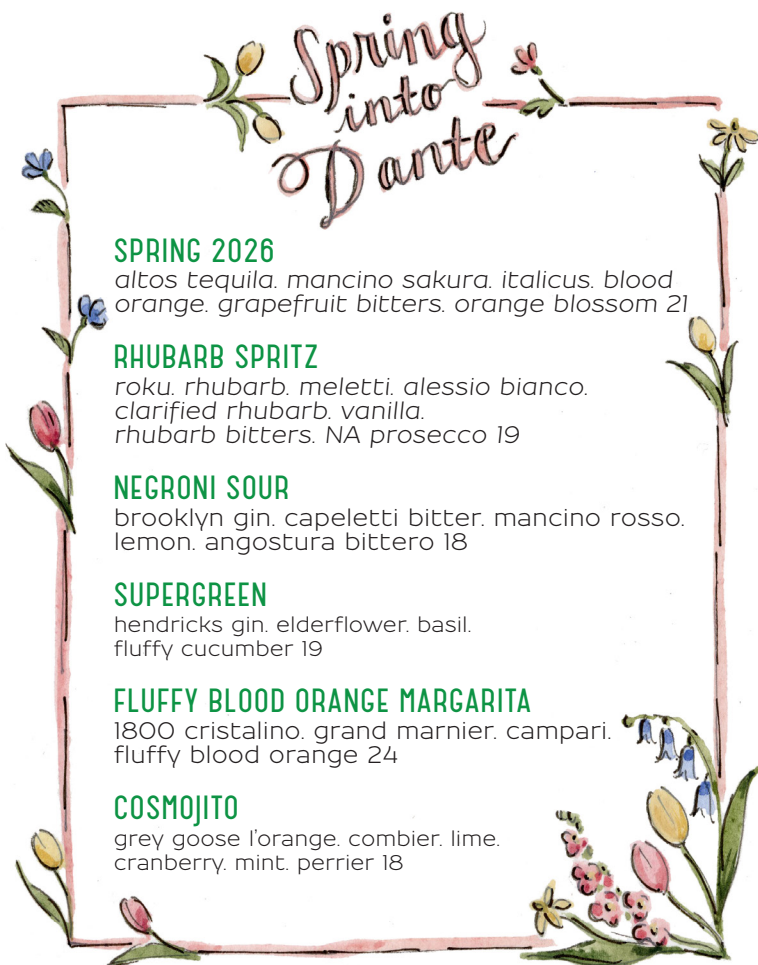 Spring
into
Dante
SPRING 2026
altos tequila. mancino sakura. italicus. blood
orange. grapefruit bitters. orange blossom 21
RHUBARB SPRITZ
roku. rhubarb. meletti. alessio bianco.
clarified rhubarb. vanilla.
rhubarb bitters. NA prosecco 19
NEGRONI SOUR
brooklyn gin. capeletti bitter. mancino rosso.
lemon. angostura bittero 18
SUPERGREEN
hendricks gin. elderflower. basil.
fluffy cucumber 19
FLUFFY BLOOD ORANGE MARGARITA
1800 cristalino. grand marnier. campari.
fluffy blood orange 24
COSMOJITO
grey goose l'orange. combier. lime.
cranberry. mint. perrier 18